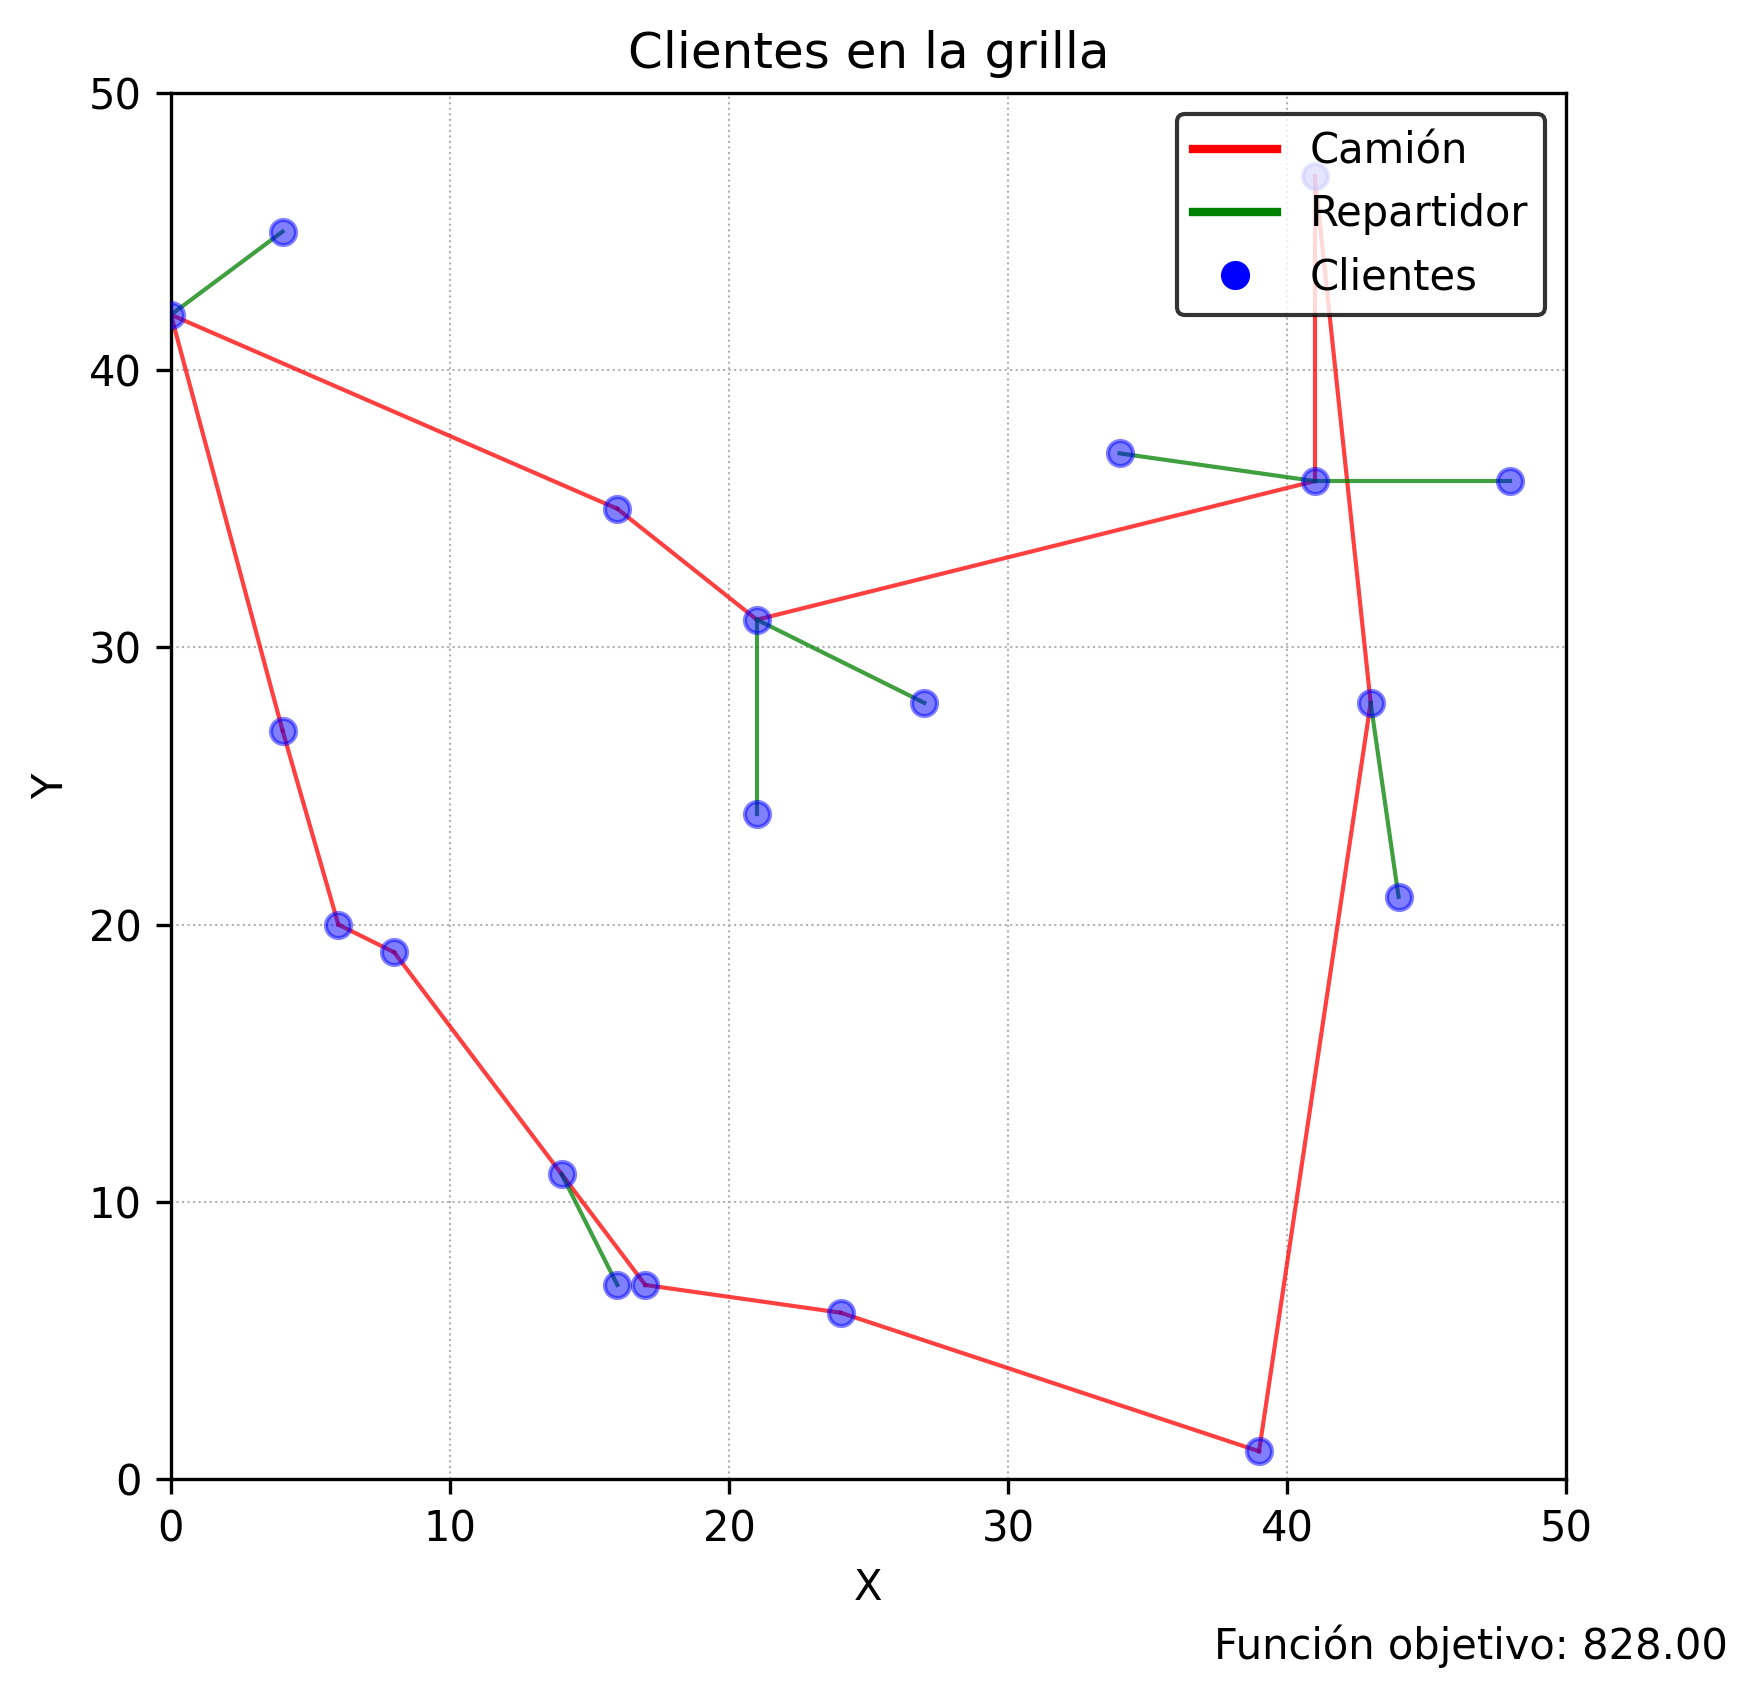 Clientes en la grilla
50
40
30
20
10
0
Y
Camión
Repartidor
Clientes
0 10 20 30 40 50
X
Función objetivo: 828.00